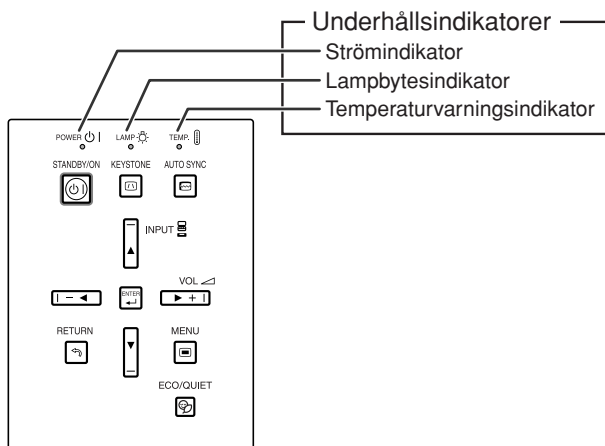 Underhållsindikatorer
Strömindikator
Lampbytesindikator
Temperaturvarningsindikator
POWER LAMP TEMP.
STANDBY/ON KEYSTONE AUTO SYNC
INPUT
VOL
ENTER
RETURN MENU
ECO/QUIET